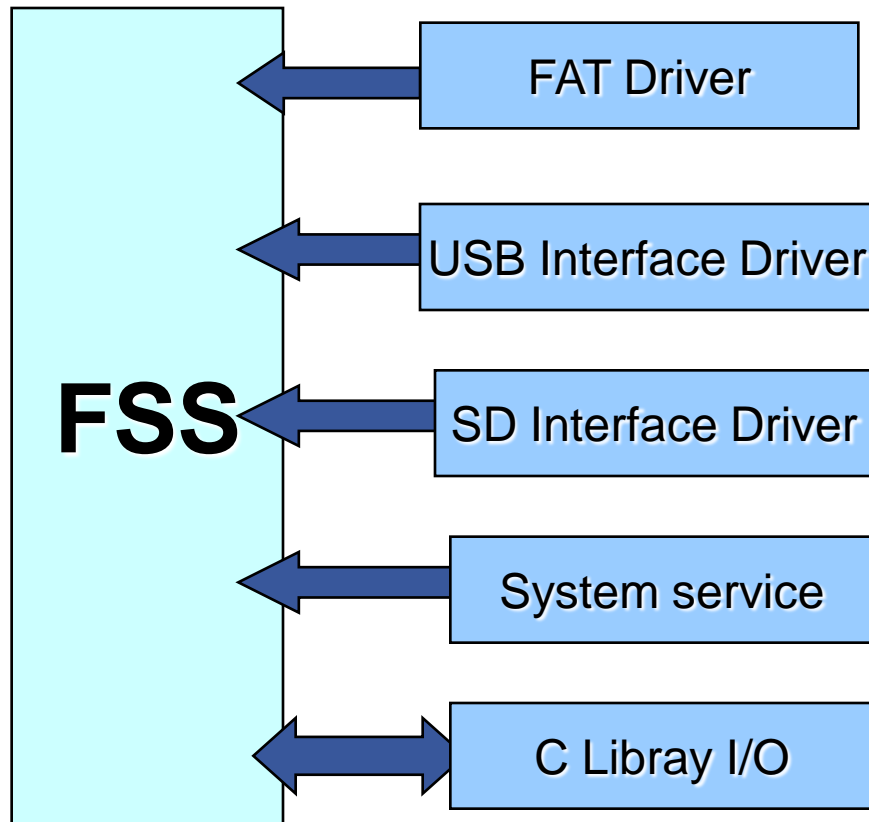 FAT Driver
USB Interface Driver
FSS
SD Interface Driver
System service
C Libray I/O